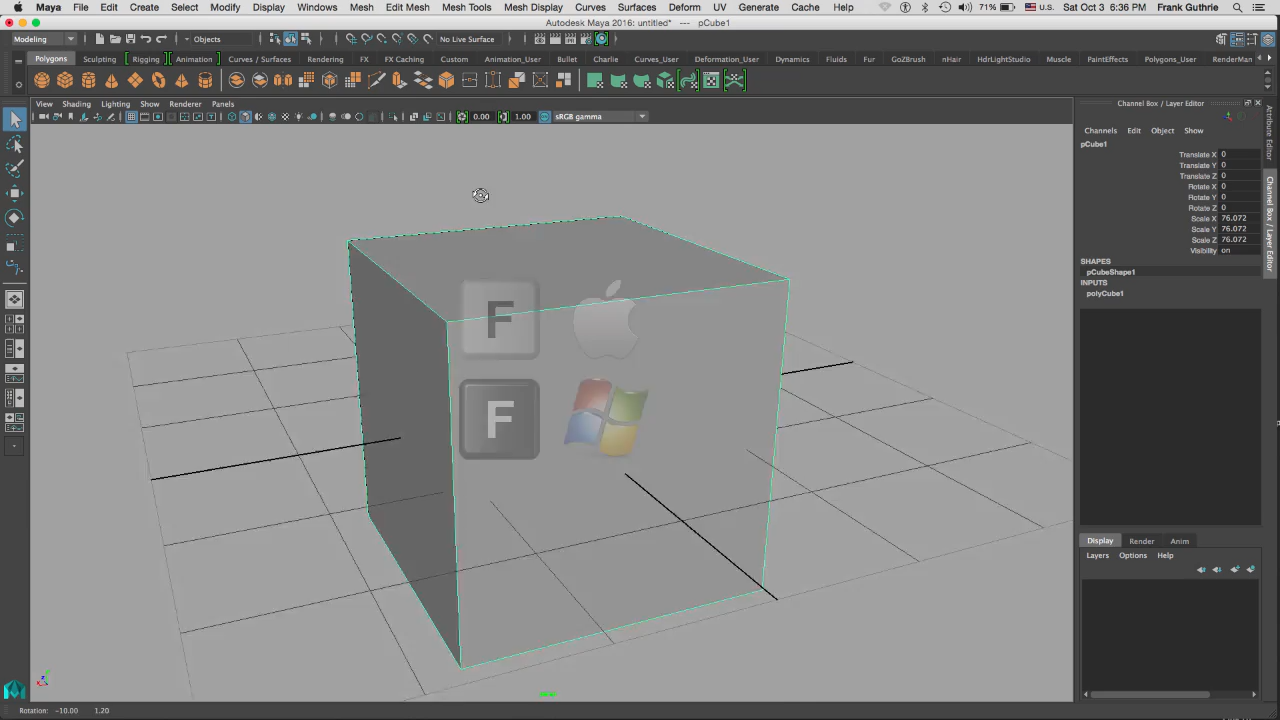 Maya File Edit Create Select Modify Display Windows Mesh Edit Mesh Mesh Tools Mesh Display Curves Surfaces Deform UV Generate Cache Help 71% U.S. Sat Oct 3 6:36 PM Frank Guthrie
Autodesk Maya 2016: untitled* --- pCube1
Modeling Objects No Live Surface
Polygons Sculpting Rigging Animation Curves / Surfaces Rendering FX FX Caching Custom Animation_User Bullet Charlie Curves_User Deformation_User Dynamics Fluids Fur GoZBrush nHair HdrLightStudio Muscle PaintEffects Polygons_User RenderMan
View Shading Lighting Show Renderer Panels
0.00 1.00 sRGB gamma
Channel Box / Layer Editor
Channels Edit Object Show
pCube1
Translate X 0
Translate Y 0
Translate Z 0
Rotate X 0
Rotate Y 0
Rotate Z 0
Scale X 76.072
Scale Y 76.072
Scale Z 76.072
Visibility on
SHAPES
pCubeShape1
INPUTS
polyCube1
Attribute Editor
Channel Box / Layer Editor
F
F
Display Render Anim
Layers Options Help
Rotation: -10.00 1.20